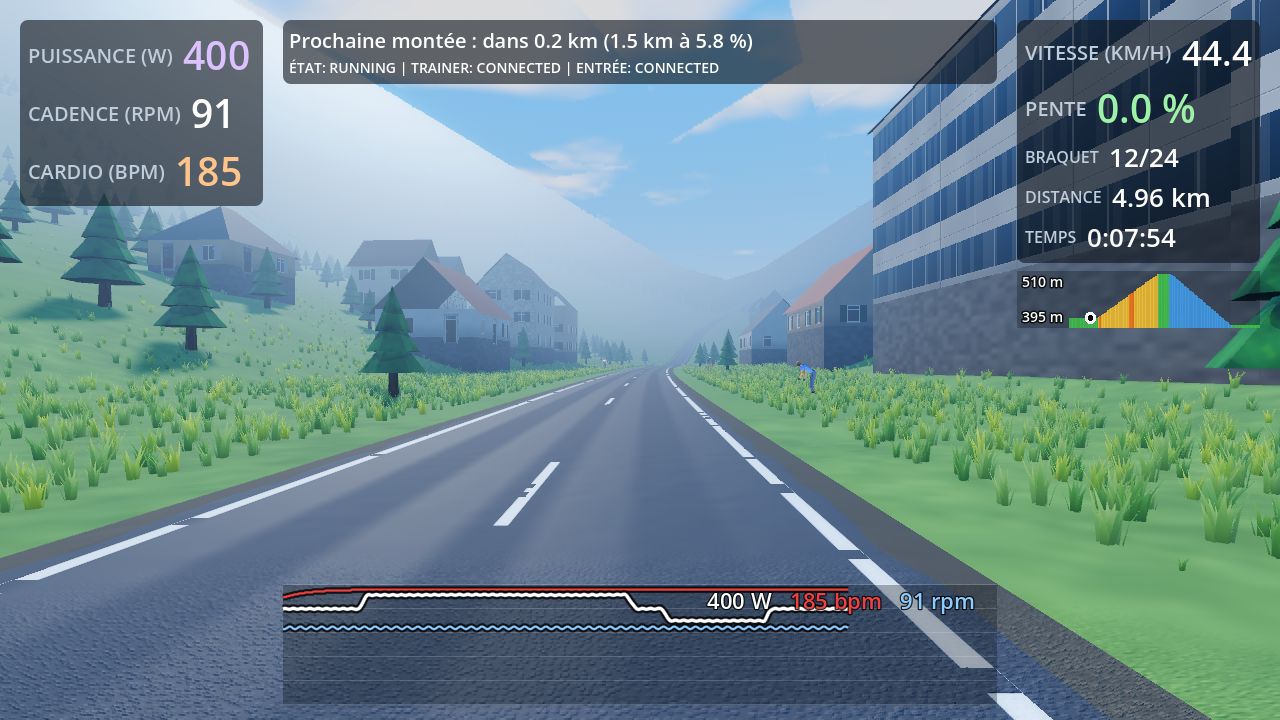 PUISSANCE (W) 400
CADENCE (RPM) 91
CARDIO (BPM) 185
Prochaine montée : dans 0.2 km (1.5 km à 5.8 %)
ÉTAT: RUNNING | TRAINER: CONNECTED | ENTRÉE: CONNECTED
VITESSE (KM/H) 44.4
PENTE 0.0 %
BRAQUET 12/24
DISTANCE 4.96 km
TEMPS 0:07:54
510 m
395 m
400 W 185 bpm 91 rpm